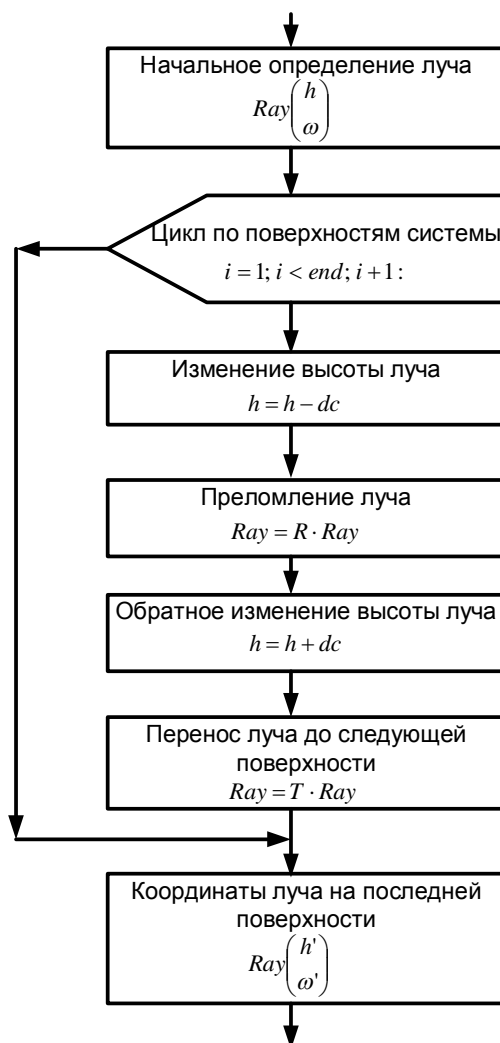 Начальное определение луча
Ray(h
ω)
Цикл по поверхностям системы
i = 1; i < end; i + 1 :
Изменение высоты луча
h = h − dc
Преломление луча
Ray = R · Ray
Обратное изменение высоты луча
h = h + dc
Перенос луча до следующей
поверхности
Ray = T · Ray
Координаты луча на последней
поверхности
Ray(h'
ω')